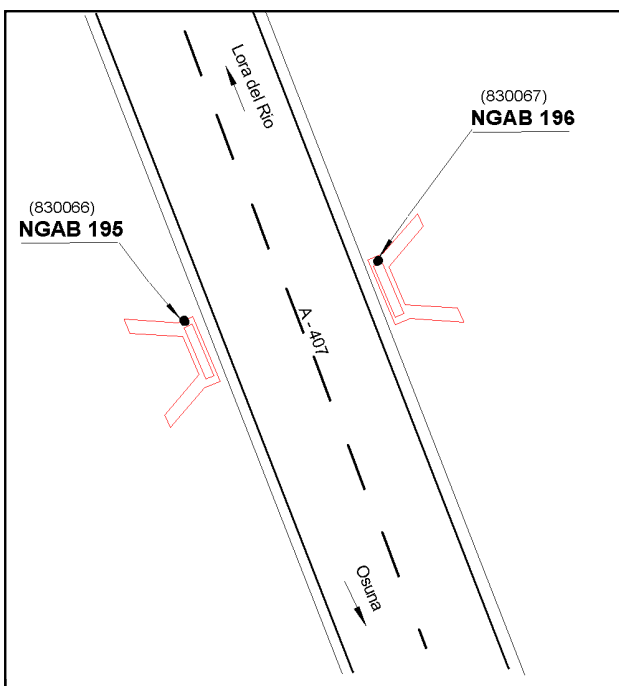 Lora del Rio
(830067)
NGAB 196
(830066)
NGAB 195
A - 407
Osuna